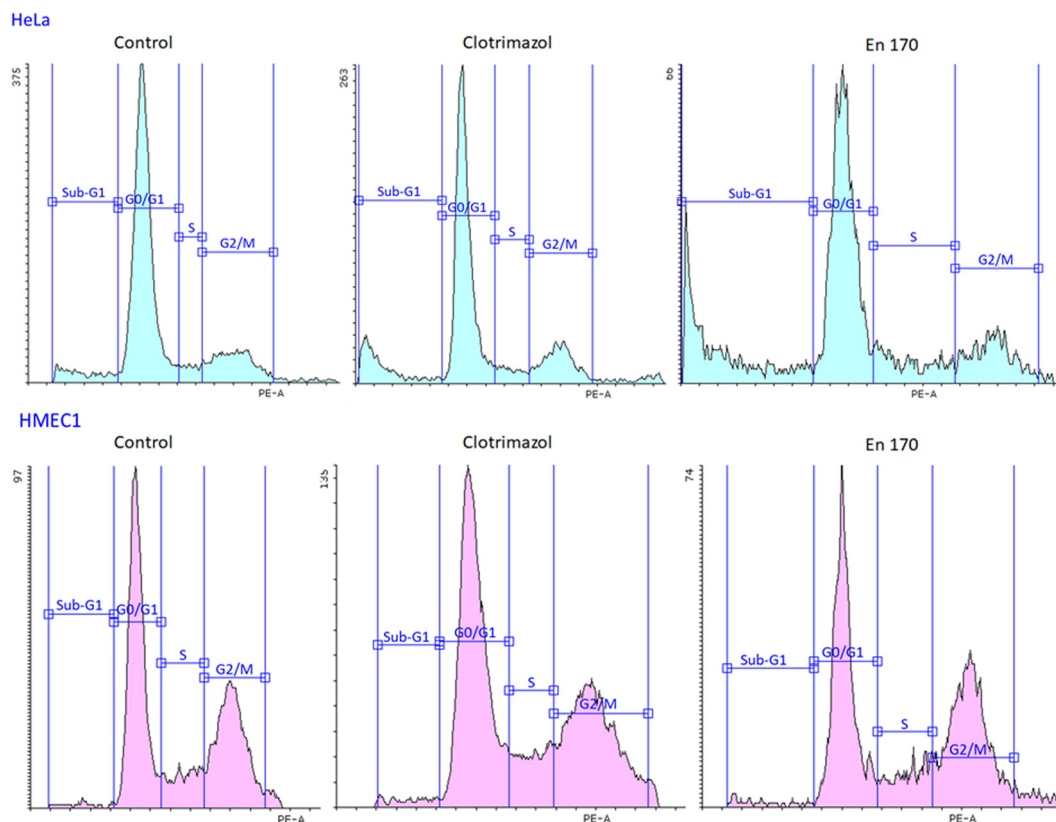 HeLa
Control
Clotrimazol
En 170
375
263
Sub-G1
G0/G1
S
G2/M
Sub-G1
G0/G1
S
G2/M
Sub-G1
G0/G1
S
G2/M
PE-A
PE-A
PE-A
HMEC1
Control
Clotrimazol
En 170
97
135
74
Sub-G1
G0/G1
S
G2/M
Sub-G1
G0/G1
S
G2/M
Sub-G1
G0/G1
S
G2/M
PE-A
PE-A
PE-A